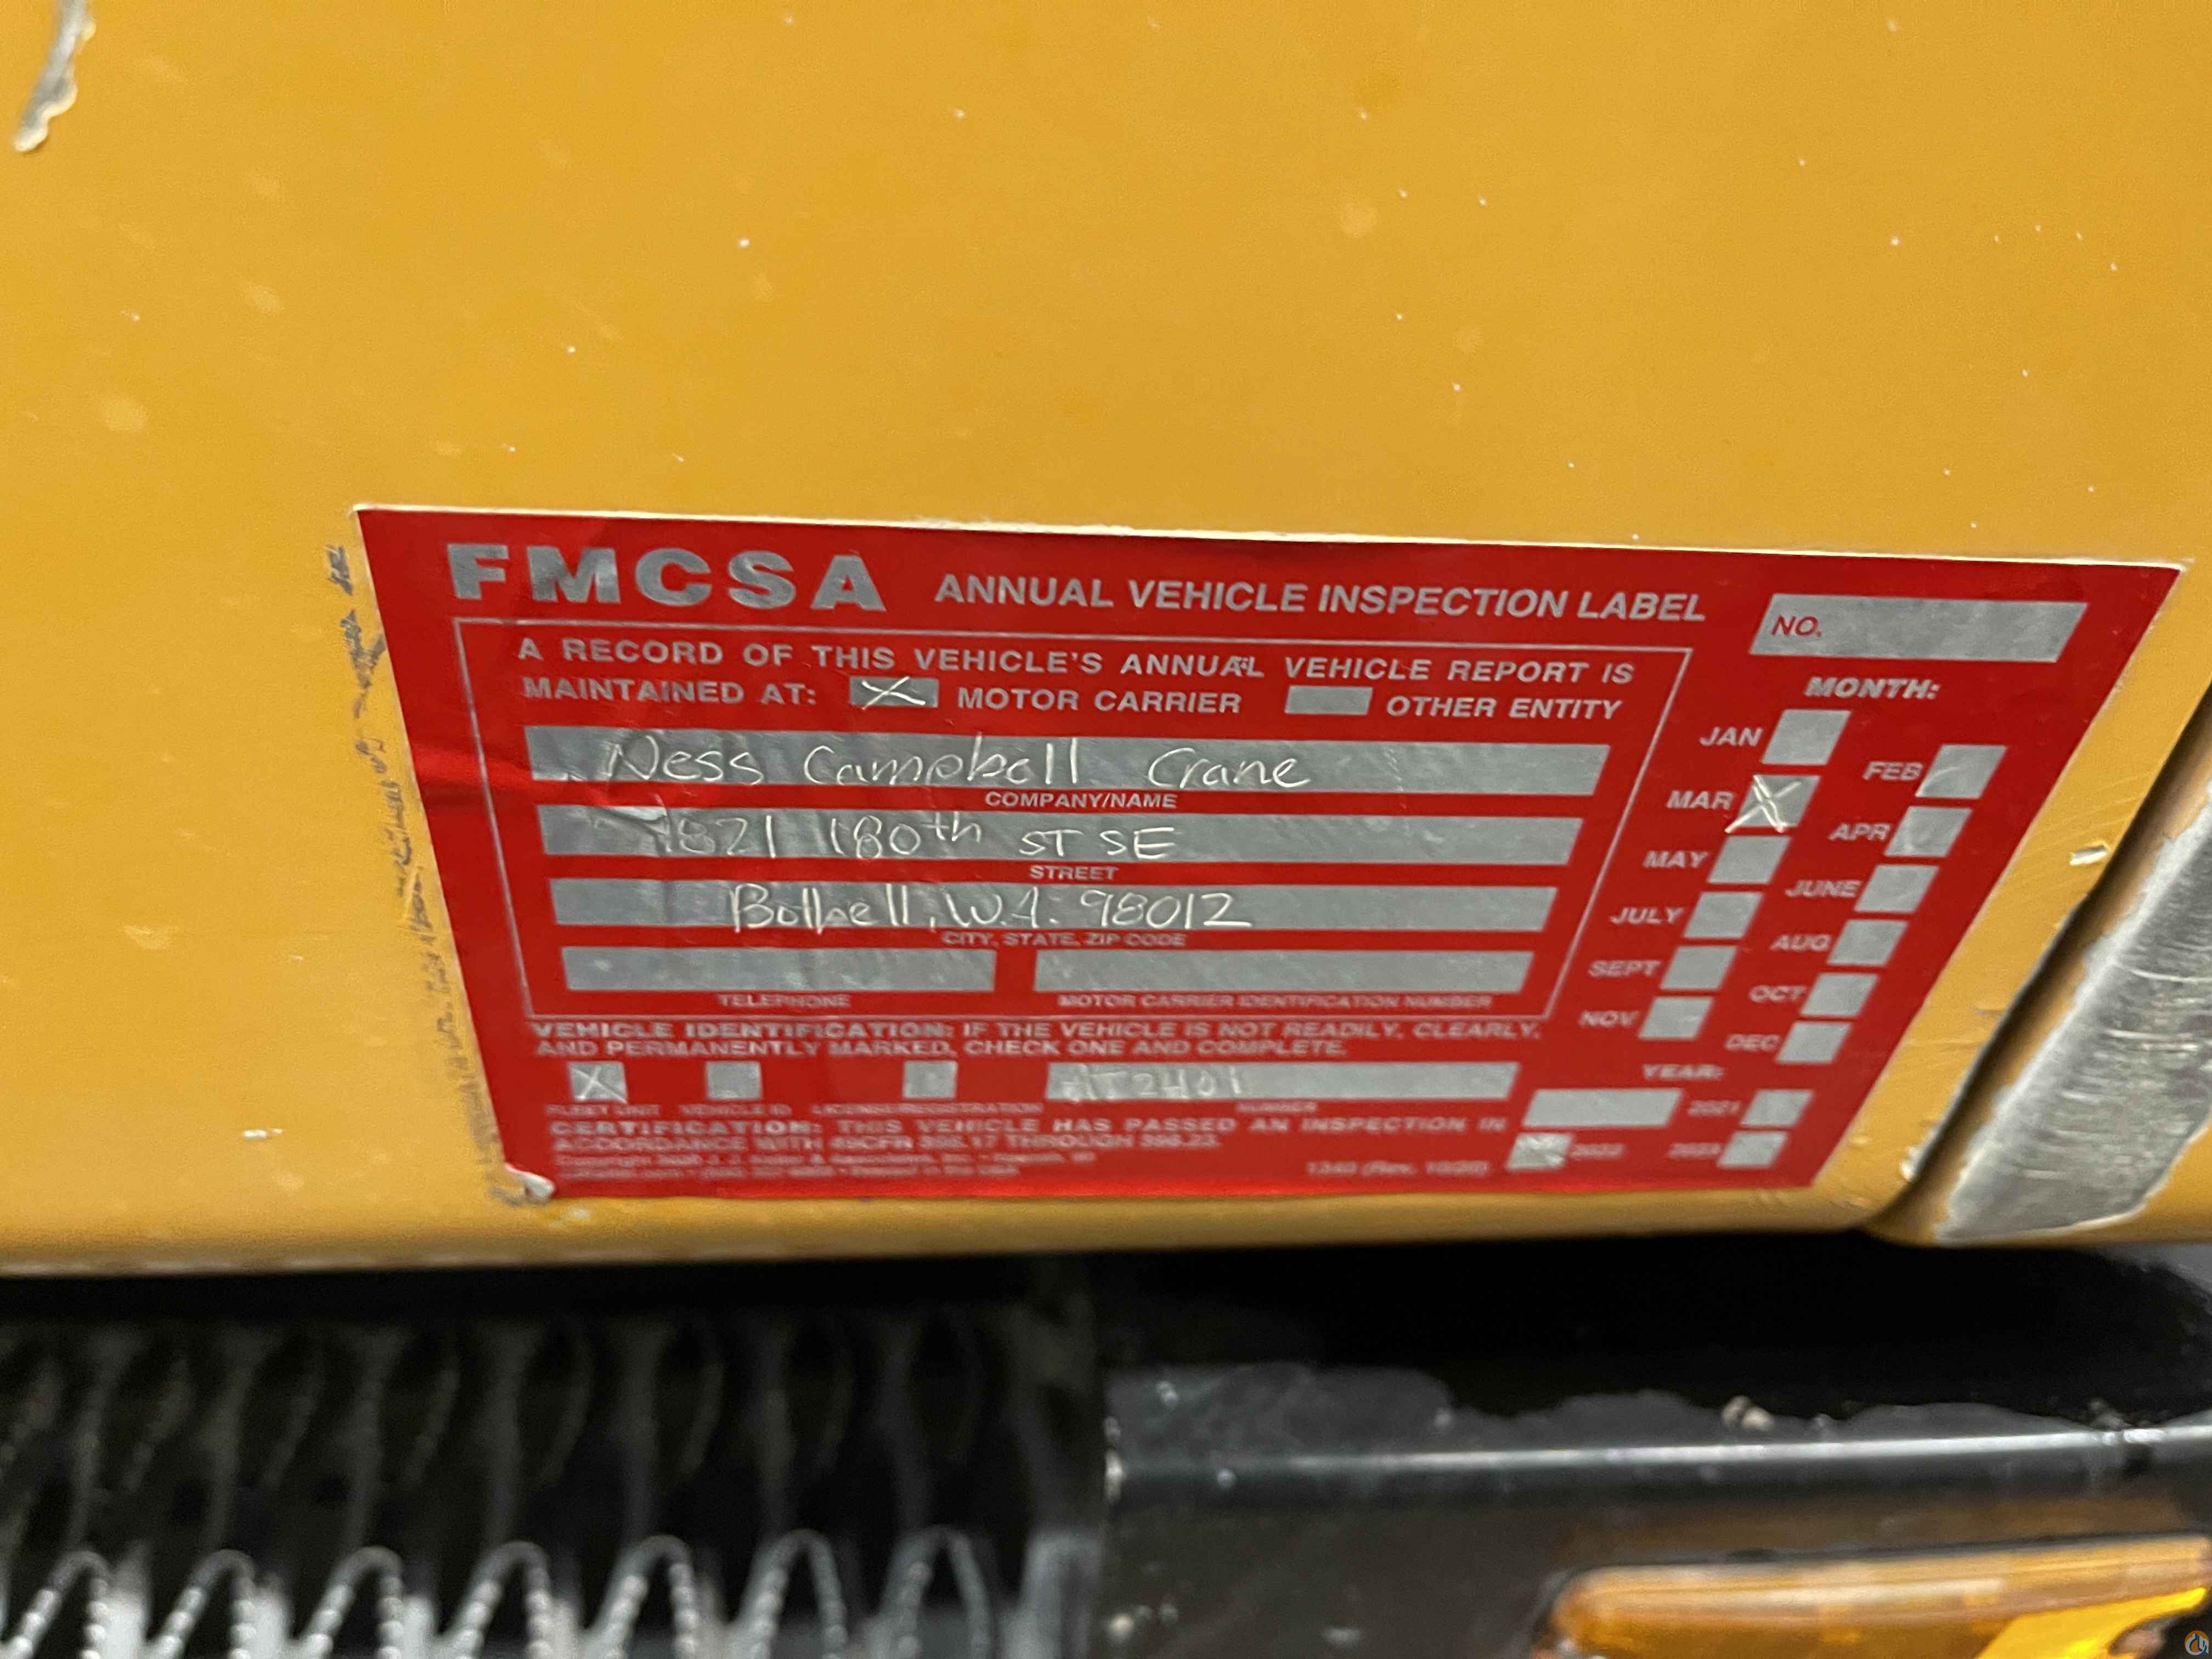 FMCSA ANNUAL VEHICLE INSPECTION LABEL
NO.
A RECORD OF THIS VEHICLE'S ANNUAL VEHICLE REPORT IS
MAINTAINED AT: X MOTOR CARRIER OTHER ENTITY
Ness Campbell Crane
COMPANY/NAME
180th ST SE
STREET
Bothell, W.A. 98012
CITY, STATE, ZIP CODE
TELEPHONE MOTOR CARRIER IDENTIFICATION NUMBER
VEHICLE IDENTIFICATION: IF THE VEHICLE IS NOT READILY, CLEARLY,
AND PERMANENTLY MARKED, CHECK ONE AND COMPLETE.
X
FLEET UNIT VEHICLE ID LICENSE/REGISTRATION NUMBER
CERTIFICATION: THIS VEHICLE HAS PASSED AN INSPECTION IN
ACCORDANCE WITH 49CFR 396.17 THROUGH 396.23.
MONTH:
JAN FEB
MAR X APR
MAY JUNE
JULY AUG
SEPT OCT
NOV DEC
YEAR:
2021
2022